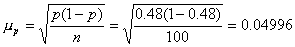 μₚ = √(p(1-p)/n) = √(0.48(1-0.48)/100) = 0.04996